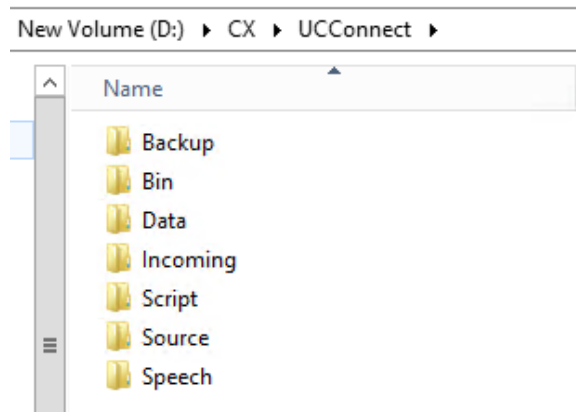 New Volume (D:) ▸ CX ▸ UCConnect ▸
Name
Backup
Bin
Data
Incoming
Script
Source
Speech